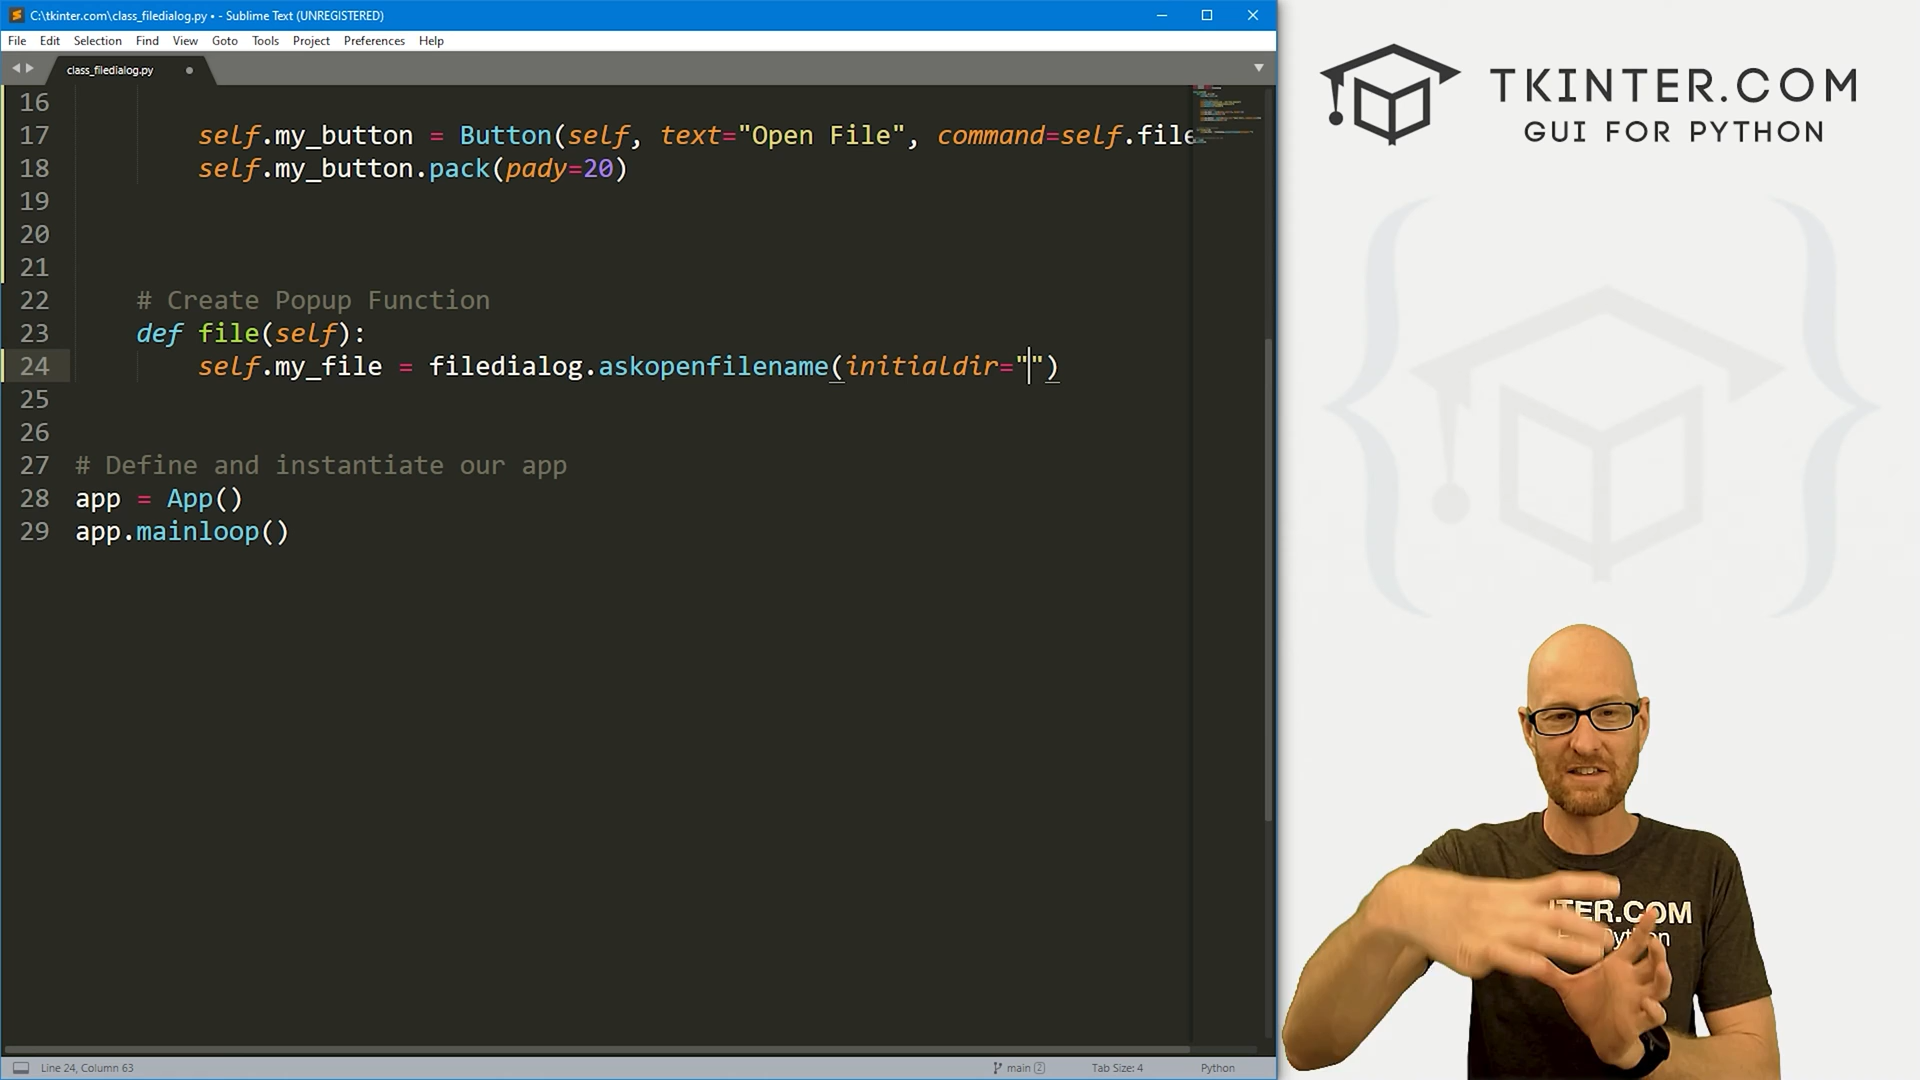 C:\tkinter.com\class_filedialog.py • - Sublime Text (UNREGISTERED)
File Edit Selection Find View Goto Tools Project Preferences Help
class_filedialog.py
16
17 self.my_button = Button(self, text="Open File", command=self.file
18 self.my_button.pack(pady=20)
19
20
21
22 # Create Popup Function
23 def file(self):
24 self.my_file = filedialog.askopenfilename(initialdir="")
25
26
27 # Define and instantiate our app
28 app = App()
29 app.mainloop()
Line 24, Column 63
main 2
Tab Size: 4
Python
TKINTER.COM
GUI FOR PYTHON